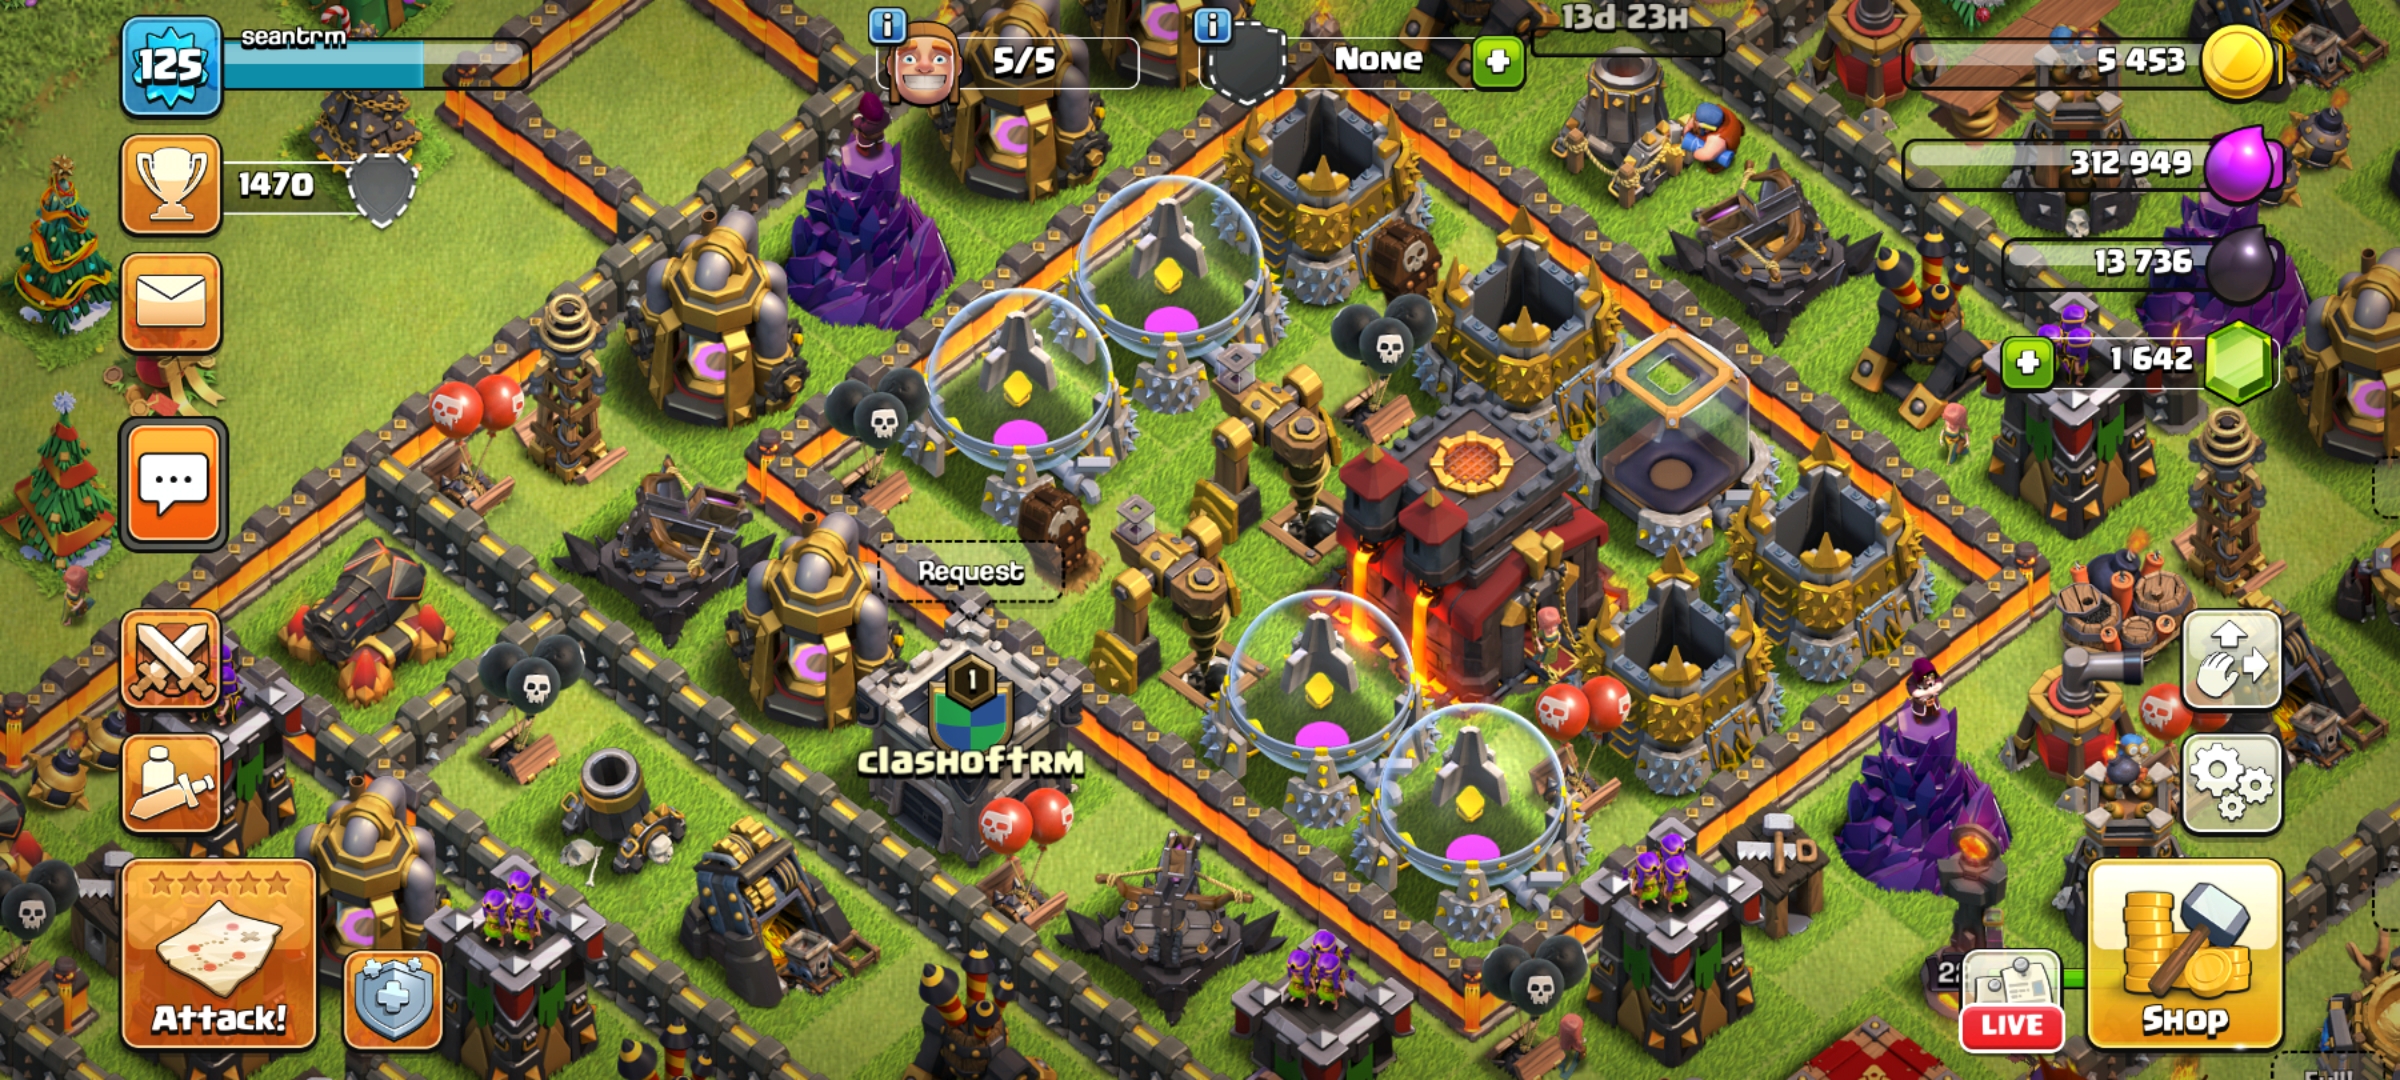 125
seantrm
5/5
None
13d 23h
5 453
1470
312 949
13 736
1 642
Request
1
clashofTRM
Attack!
LIVE
Shop